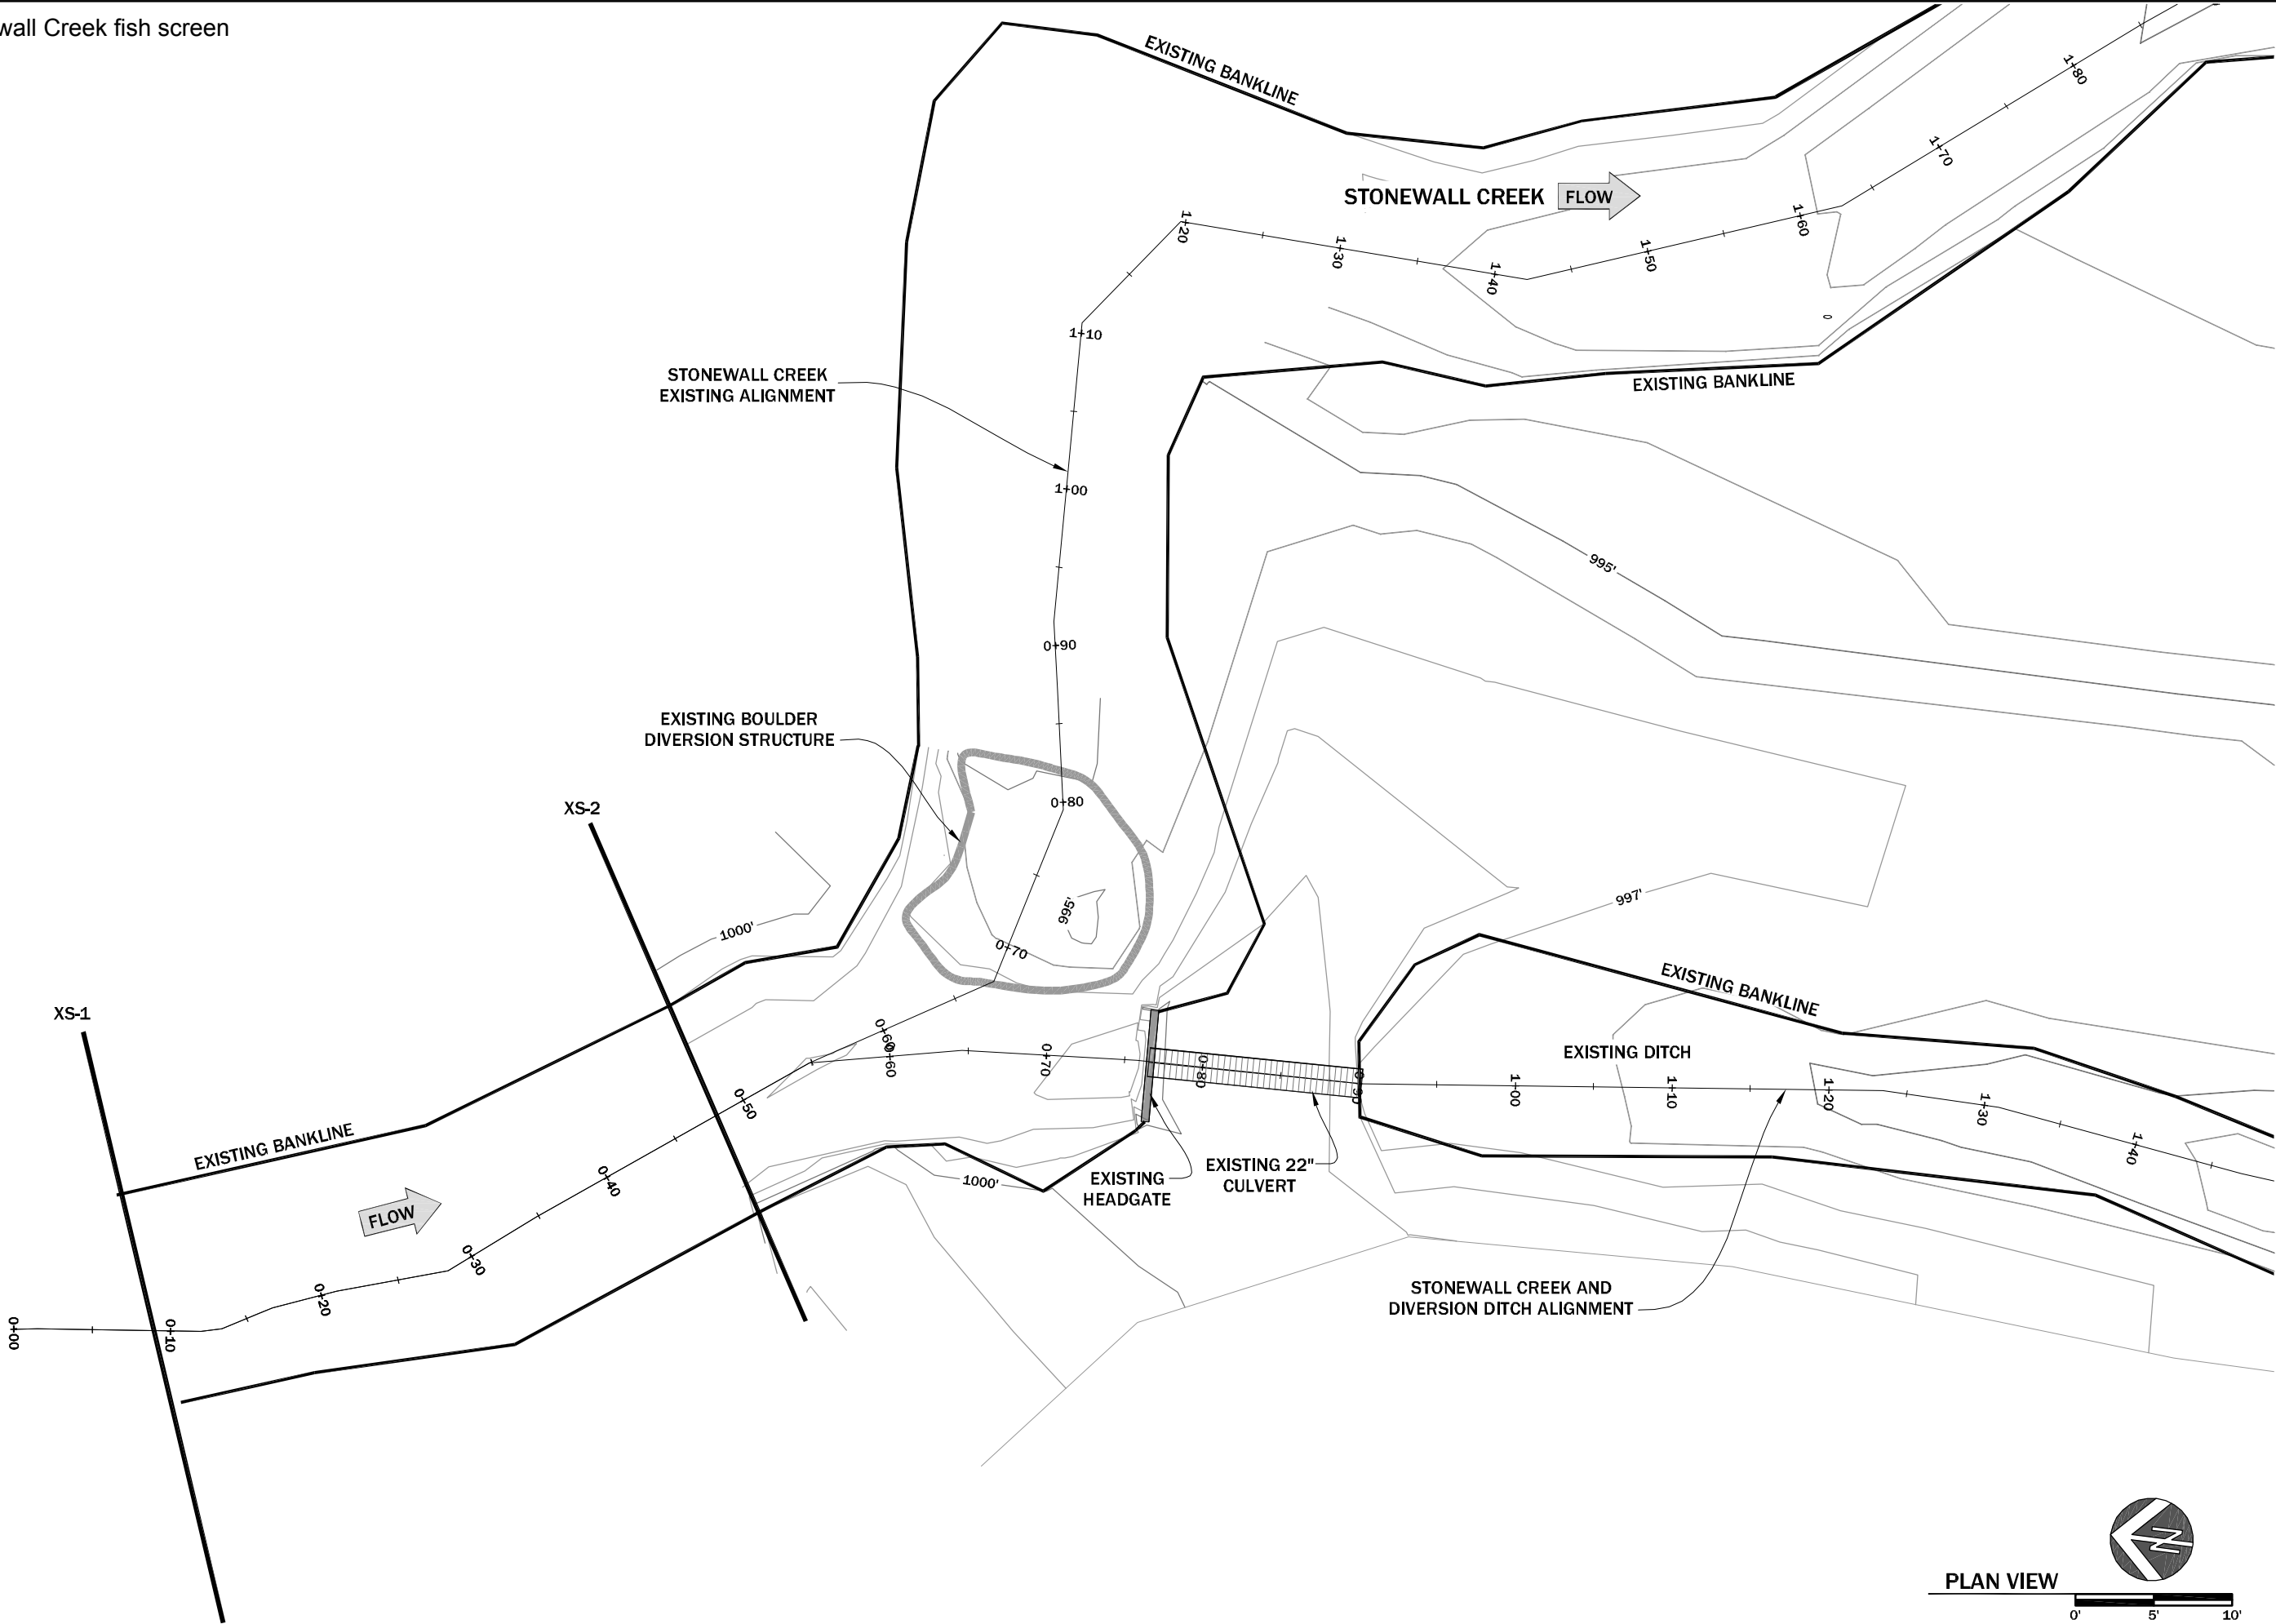 wall Creek fish screen
EXISTING BANKLINE
1+80
1+70
STONEWALL CREEK
FLOW
1+20
1+30
1+40
1+50
1+60
1+10
STONEWALL CREEK
EXISTING ALIGNMENT
EXISTING BANKLINE
1+00
995'
0+90
EXISTING BOULDER
DIVERSION STRUCTURE
0+80
XS-2
995'
997'
1000'
0+70
EXISTING BANKLINE
XS-1
0+60
0+60
0+70
0+80
0+90
EXISTING DITCH
1+00
1+10
1+20
1+30
1+40
0+50
EXISTING BANKLINE
1000'
EXISTING
HEADGATE
EXISTING 22"
CULVERT
0+40
FLOW
0+30
0+20
0+10
0+00
STONEWALL CREEK AND
DIVERSION DITCH ALIGNMENT
N
PLAN VIEW
0'
5'
10'